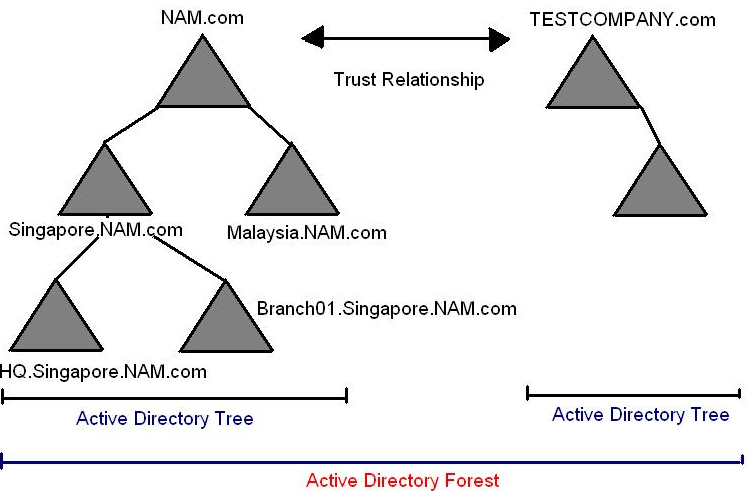 NAM.com
TESTCOMPANY.com
Trust Relationship
Singapore.NAM.com
Malaysia.NAM.com
Branch01.Singapore.NAM.com
HQ.Singapore.NAM.com
Active Directory Tree
Active Directory Tree
Active Directory Forest